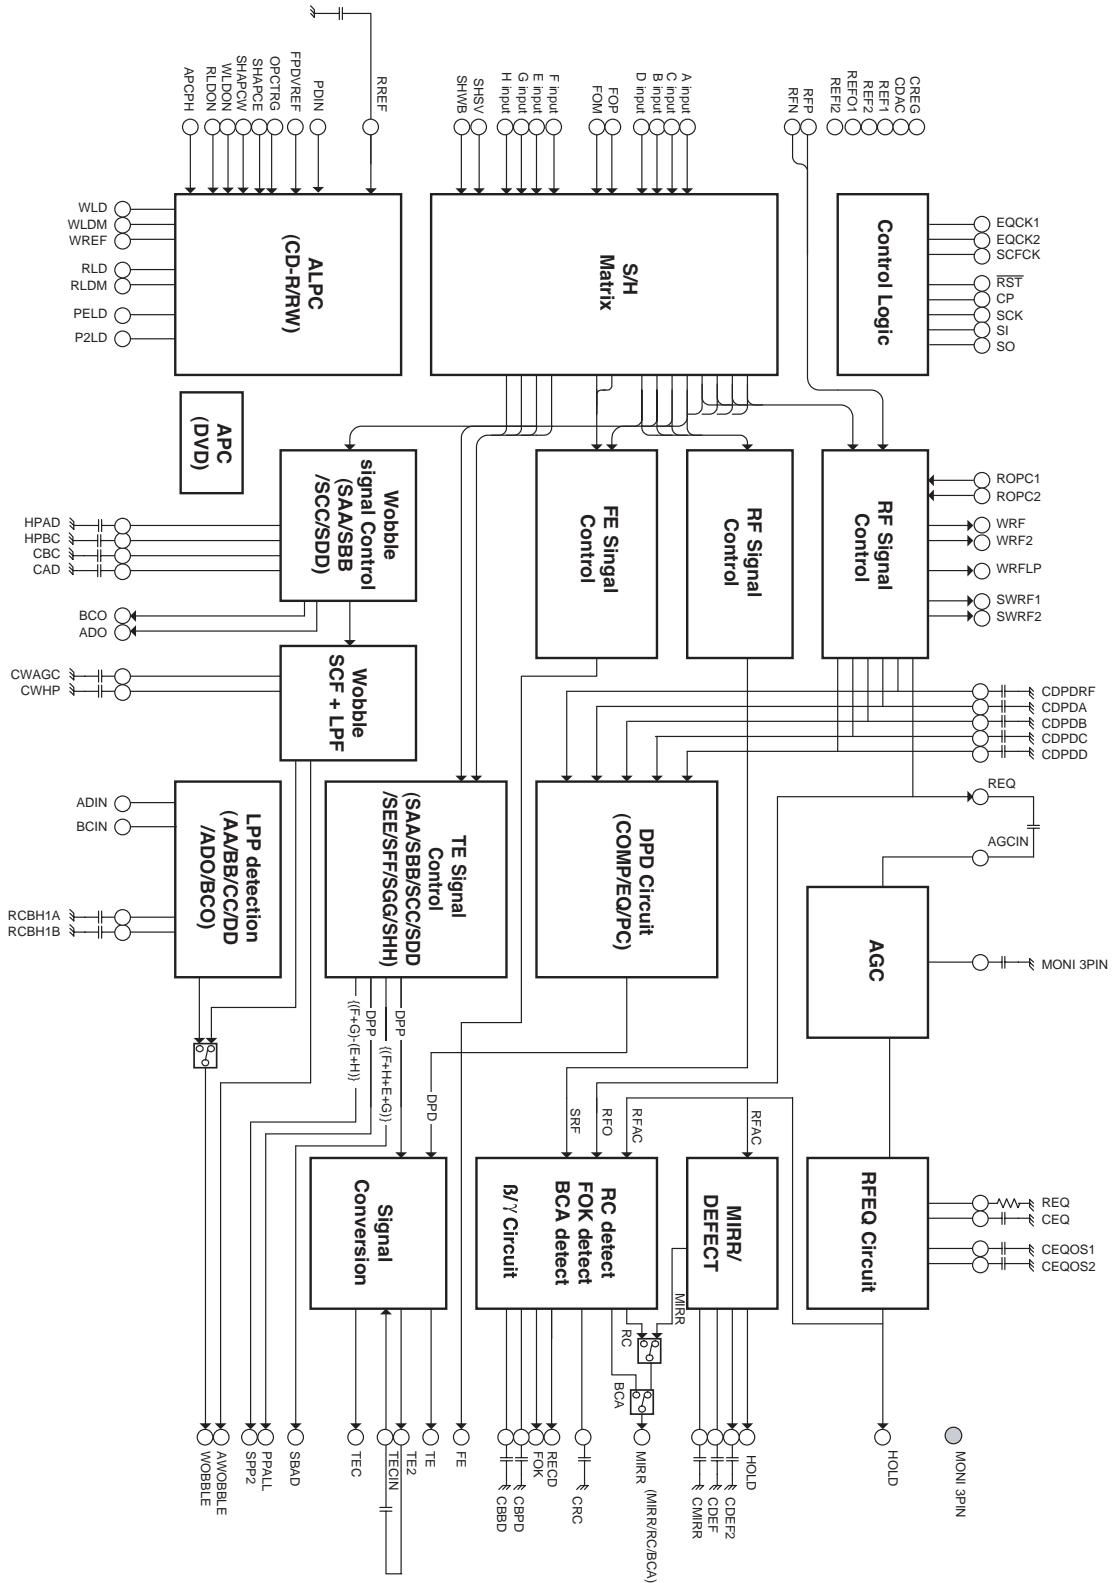 RREF
PDIN
FPDVREF
OPCTRG
SHAPCE
SHAPCW
WLDON
RLDON
APCPH
SHSV
SHWB
F input
E input
G input
H input
FOP
FOM
A input
C input
B input
D input
CREG
CDAC
REF1
REF2
REFO1
REFI2
RFP
RFN
WLD
WLDM
WREF
RLD
RLDM
PELD
P2LD
ALPC
(CD-R/RW)
S/H
Matrix
Control Logic
EQCK1
EQCK2
SCFCK
RST
CP
SCK
SI
SO
APC
(DVD)
HPAD
HPBC
CBC
CAD
BCO
ADO
Wobble
signal Control
(SAA/SBB
/SCC/SDD)
FE Singal
Control
RF Signal
Control
RF Signal
Control
ROPC1
ROPC2
WRF
WRF2
WRFLP
SWRF1
SWRF2
CWAGC
CWHP
Wobble
SCF + LPF
CDPDRF
CDPDA
CDPDB
CDPDC
CDPDD
REQ
AGCIN
ADIN
BCIN
RCBH1A
RCBH1B
LPP detection
(AA/BB/CC/DD
/ADO/BCO)
TE Signal
Control
(SAA/SBB/SCC/SDD
/SEE/SFF/SGG/SHH)
DPD Circuit
(COMP/EQ/PC)
AGC
MONI 3PIN
{(F+G)-(E+H)}
DPP
{(F+H+E+G)}
DPP
DPD
SRF
RFO
RFAC
RFAC
Signal
Conversion
RC detect
FOK detect
BCA detect
β/γ Circuit
MIRR/
DEFECT
RFEQ Circuit
REQ
CEQ
CEQOS1
CEQOS2
MIRR
RC
BCA
WOBBLE
AWOBBLE
SPP2
PPALL
SBAD
TEC
TECIN
TE2
TE
FE
CBBD
CBPD
FOK
RECD
CRC
MIRR
(MIRR/RC/BCA)
CMIRR
CDEF
CDEF2
HOLD
HOLD
MONI 3PIN